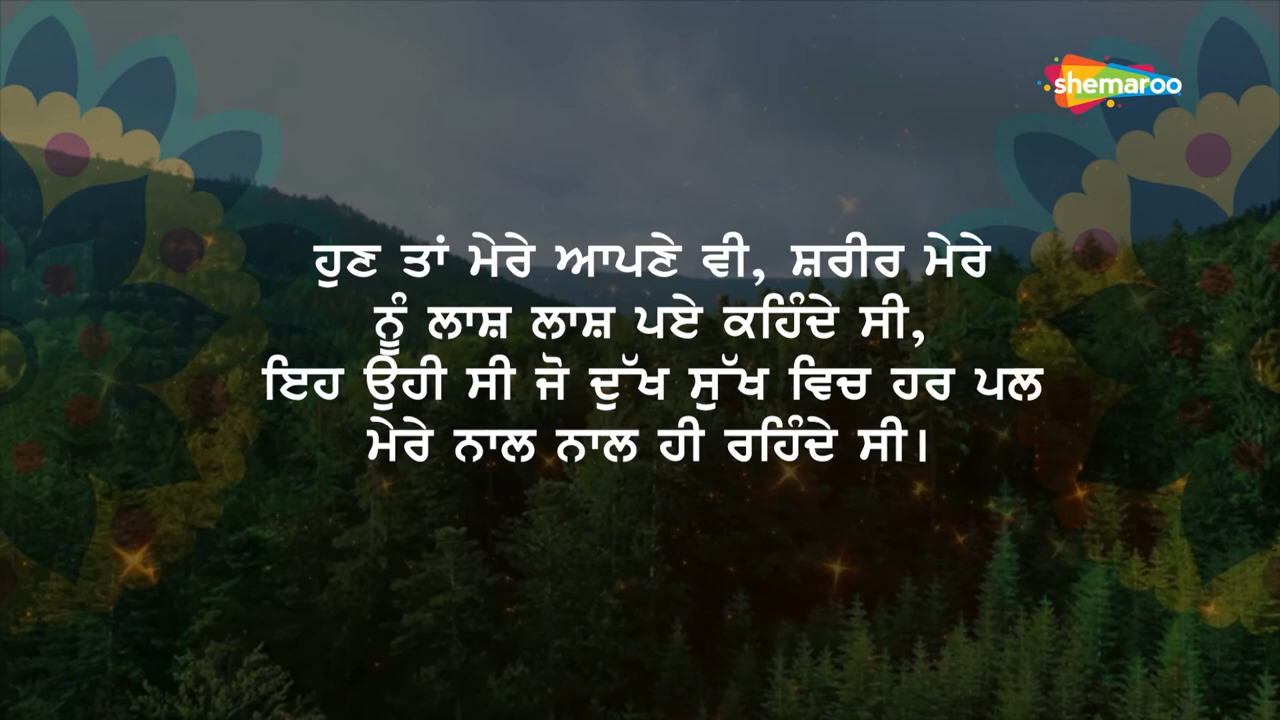 shemaroo
ਹੁਣ ਤਾਂ ਮੇਰੇ ਆਪਣੇ ਵੀ, ਸ਼ਰੀਰ ਮੇਰੇ
ਨੂੰ ਲਾਸ਼ ਲਾਸ਼ ਪਏ ਕਹਿੰਦੇ ਸੀ,
ਇਹ ਉਹੀ ਸੀ ਜੋ ਦੁੱਖ ਸੁੱਖ ਵਿਚ ਹਰ ਪਲ
ਮੇਰੇ ਨਾਲ ਨਾਲ ਹੀ ਰਹਿੰਦੇ ਸੀ।